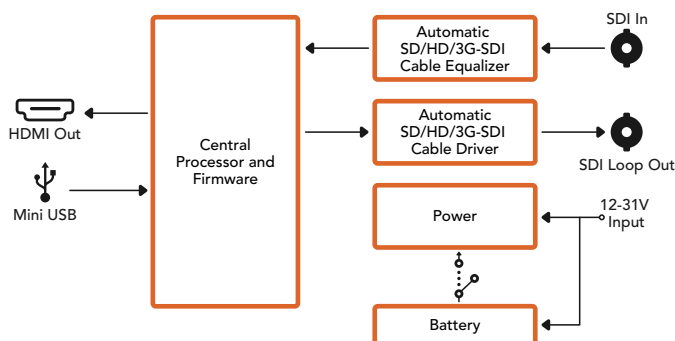 SDI In
Automatic
SD/HD/3G-SDI
Cable Equalizer
HDMI Out
Central
Processor and
Firmware
Automatic
SD/HD/3G-SDI
Cable Driver
SDI Loop Out
Mini USB
Power
12-31V
Input
Battery